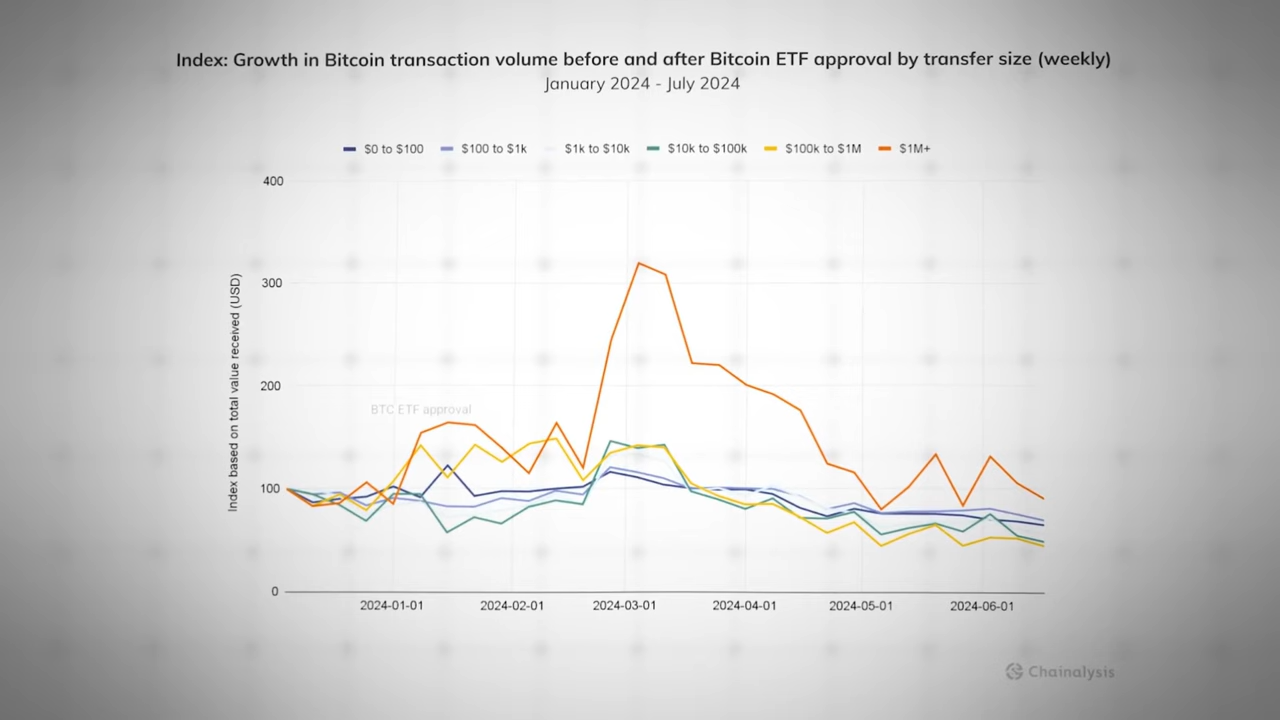 Index: Growth in Bitcoin transaction volume before and after Bitcoin ETF approval by transfer size (weekly)
January 2024 - July 2024
$0 to $100 $100 to $1k $1k to $10k $10k to $100k $100k to $1M $1M+
400
300
200
100
0
Index based on total value received (USD)
BTC ETF approval
2024-01-01 2024-02-01 2024-03-01 2024-04-01 2024-05-01 2024-06-01
Chainalysis